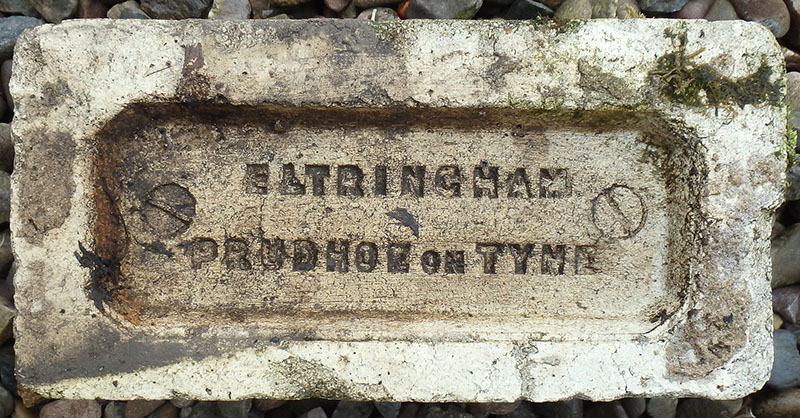 ELTRINGHAM
PRUDHOE ON TYNE